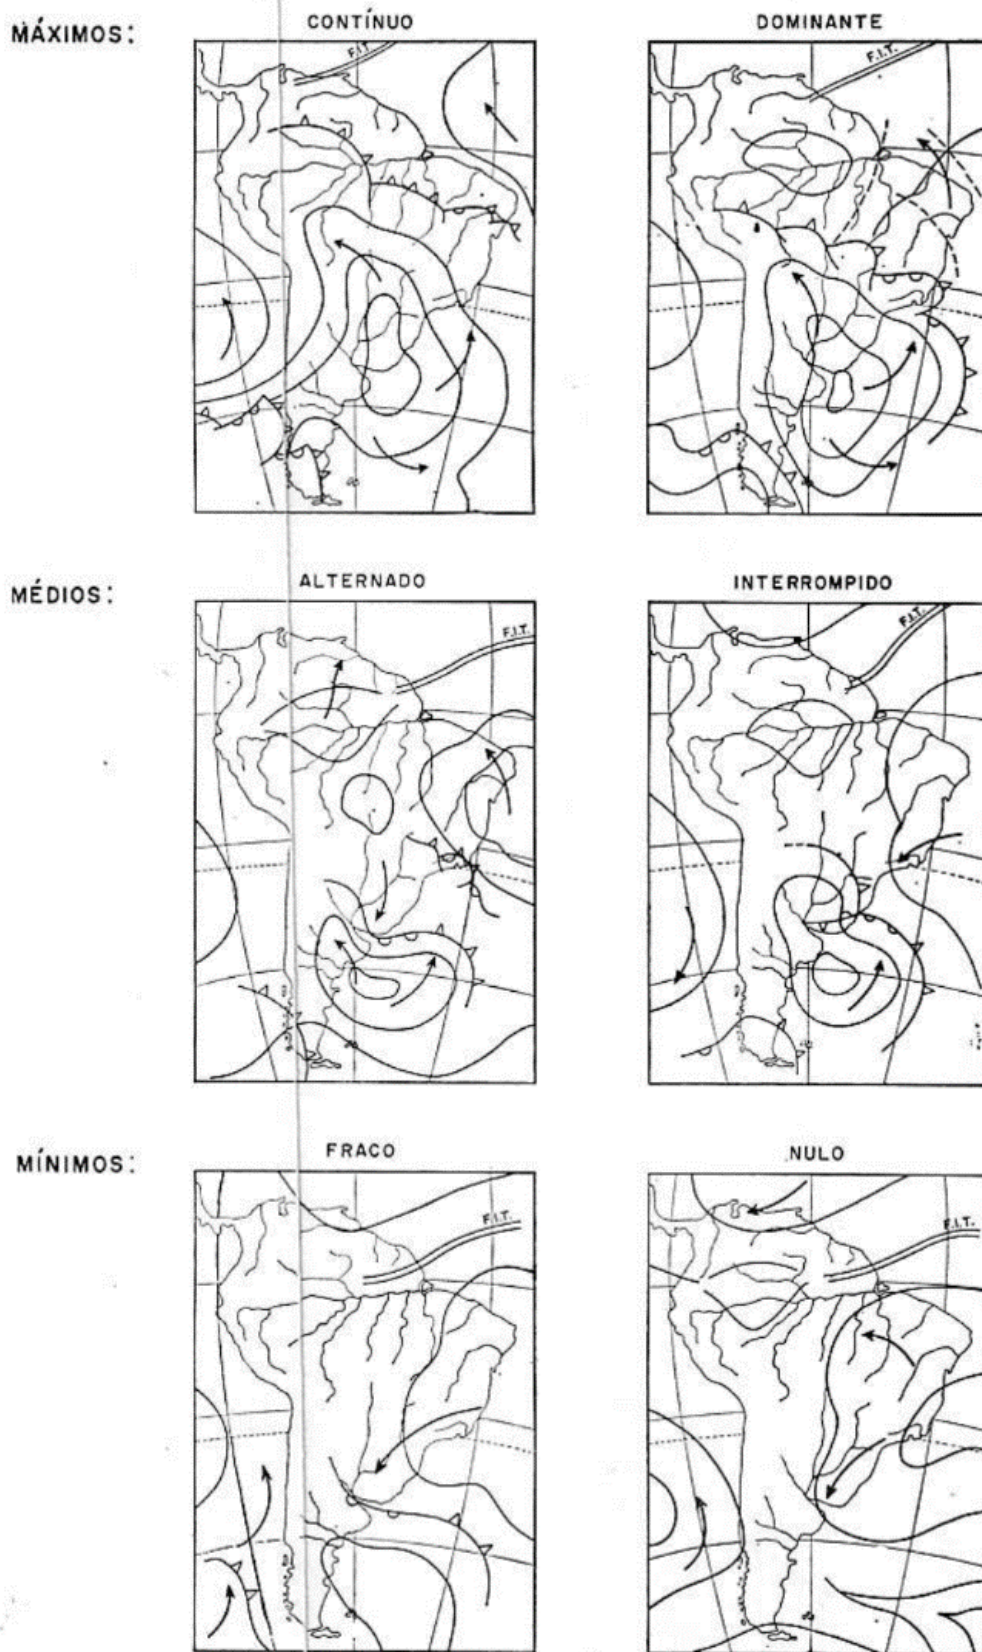 MÁXIMOS:
CONTÍNUO
DOMINANTE
F.I.T.
F.I.T.
MÉDIOS:
ALTERNADO
INTERROMPIDO
F.I.T.
F.I.T.
MÍNIMOS:
FRACO
NULO
F.I.T.
F.I.T.